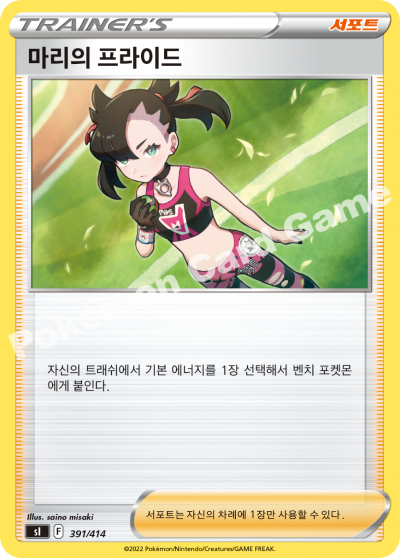 TRAINER'S
서포트
마리의 프라이드
Pokémon Card Game
자신의 트래쉬에서 기본 에너지를 1장 선택해서 벤치 포켓몬
에게 붙인다.
Illus. saino misaki
sI F 391/414
서포트는 자신의 차례에 1장만 사용할 수 있다.
©2022 Pokémon/Nintendo/Creatures/GAME FREAK.